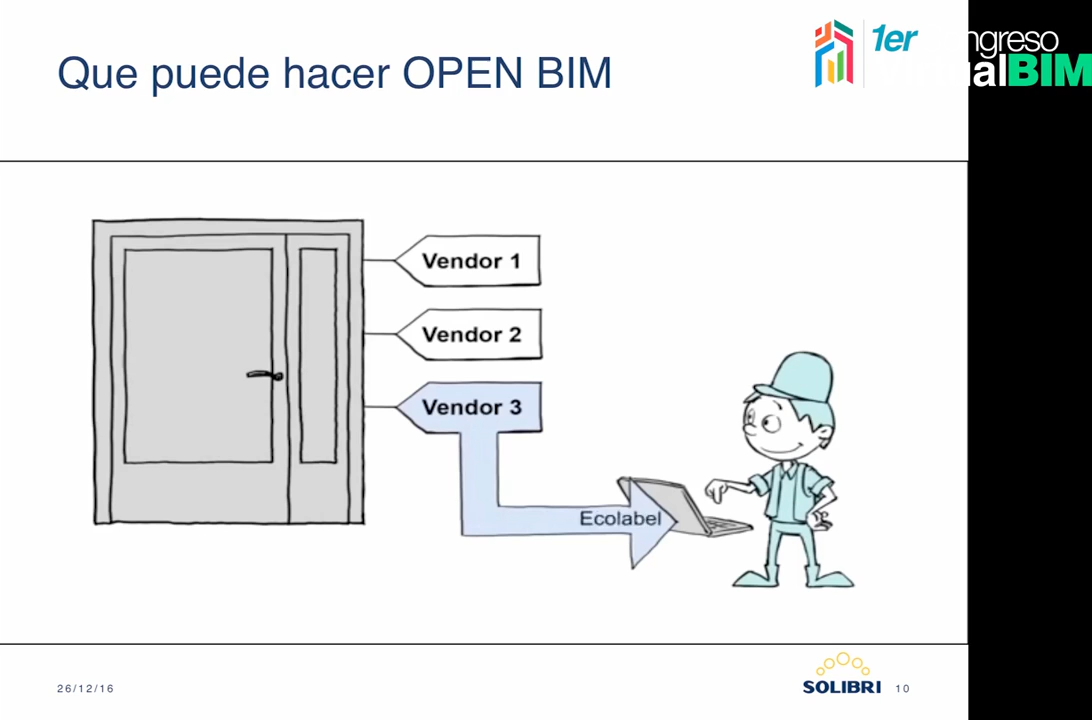 Que puede hacer OPEN BIM
1er
ngreso
ualBIM
Vendor 1
Vendor 2
Vendor 3
Ecolabel
26/12/16
SOLIBRI
10